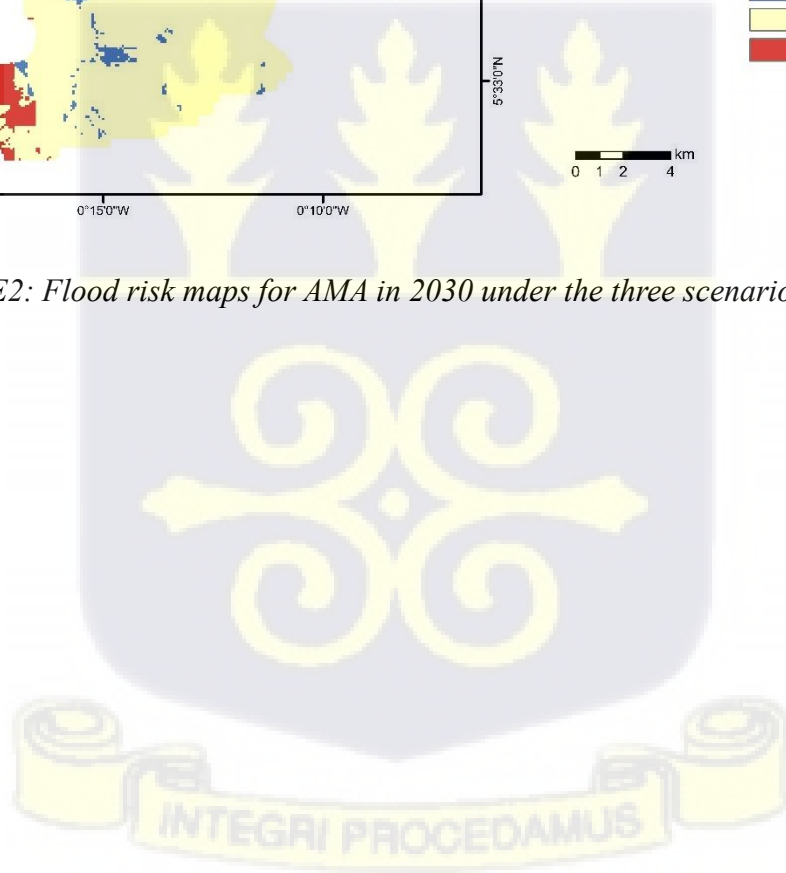 5°33'0"N
km
0 1 2 4
0°15'0"W 0°10'0"W
E2: Flood risk maps for AMA in 2030 under the three scenario
INTEGRI PROCEDAMUS